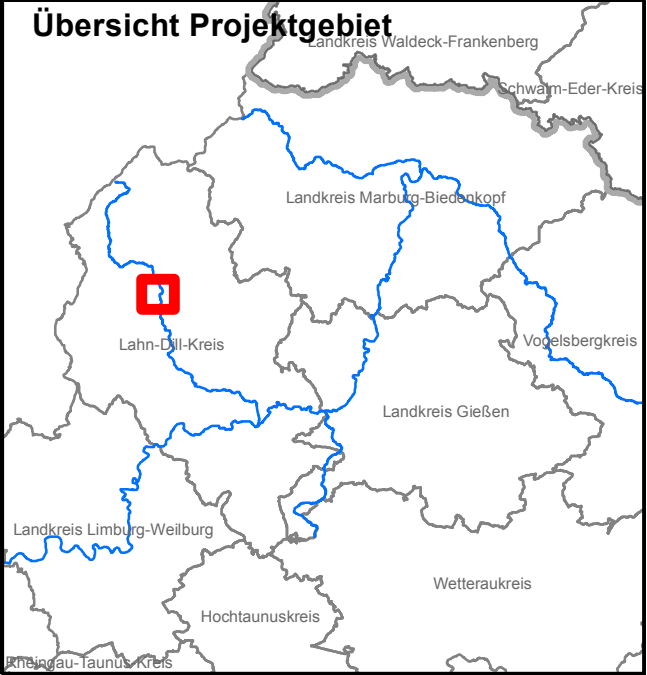 Übersicht Projektgebiet
Landkreis Waldeck-Frankenberg
Schwalm-Eder-Kreis
Landkreis Marburg-Biedenkopf
Lahn-Dill-Kreis
Vogelsbergkreis
Landkreis Gießen
Landkreis Limburg-Weilburg
Wetteraukreis
Hochtaunuskreis
Rheingau-Taunus-Kreis